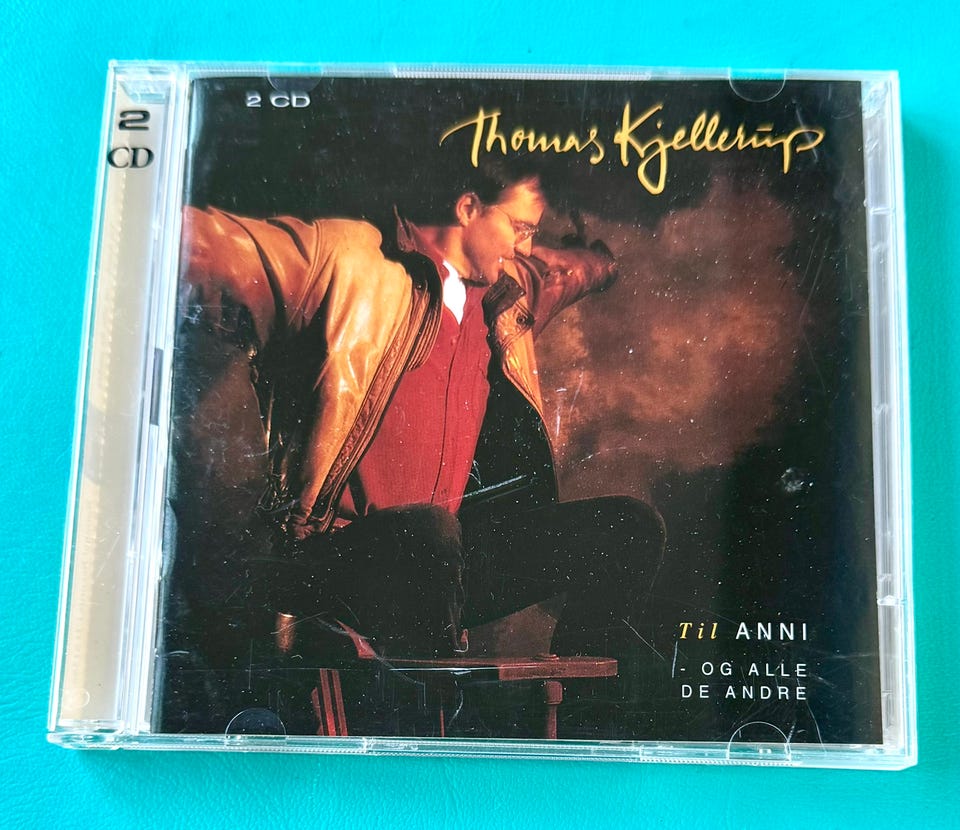 2
CD
2 CD
Thomas Kjellerup
Til ANNI
- OG ALLE
DE ANDRE